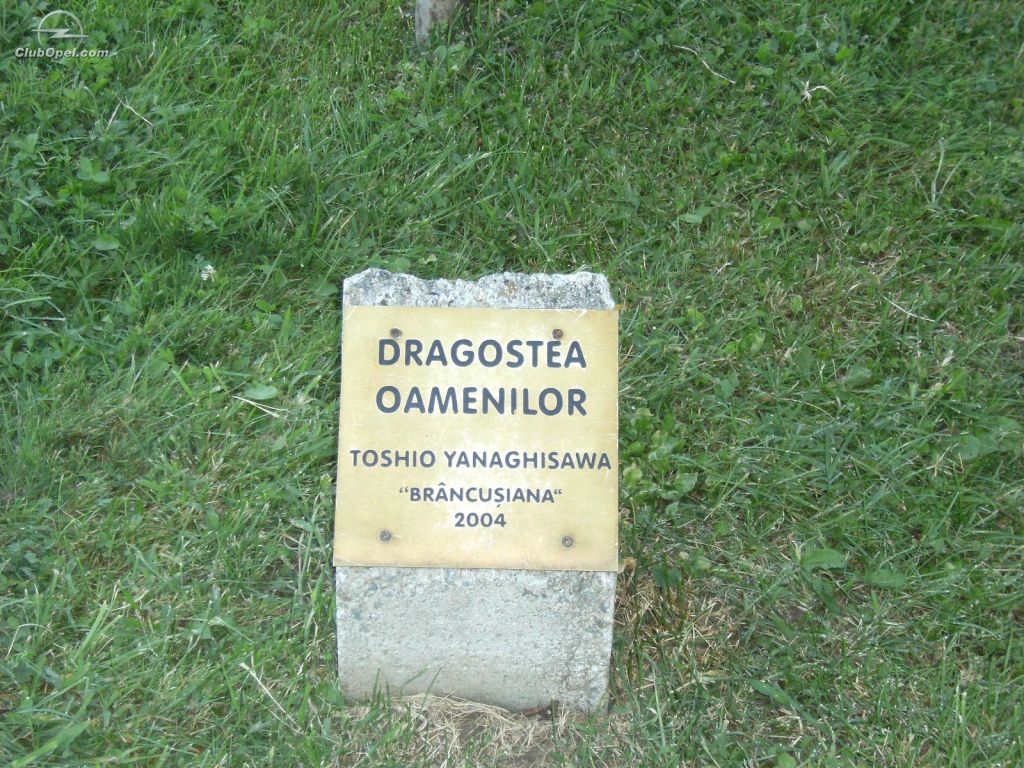 ClubOpel.com
DRAGOSTEA
OAMENILOR
TOSHIO YANAGHISAWA
“BRÂNCUȘIANA“
2004